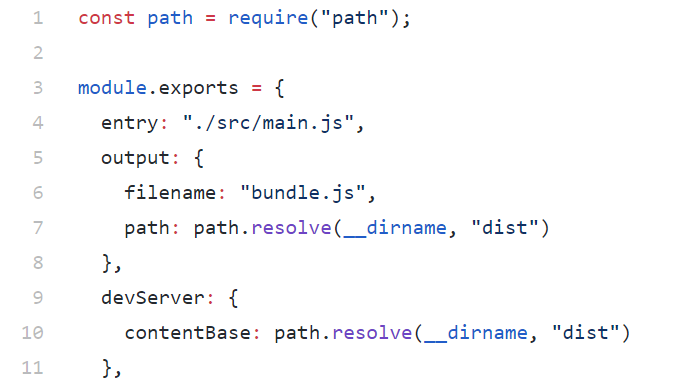 1 const path = require("path");
2
3 module.exports = {
4   entry: "./src/main.js",
5   output: {
6     filename: "bundle.js",
7     path: path.resolve(__dirname, "dist")
8   },
9   devServer: {
10     contentBase: path.resolve(__dirname, "dist")
11   },